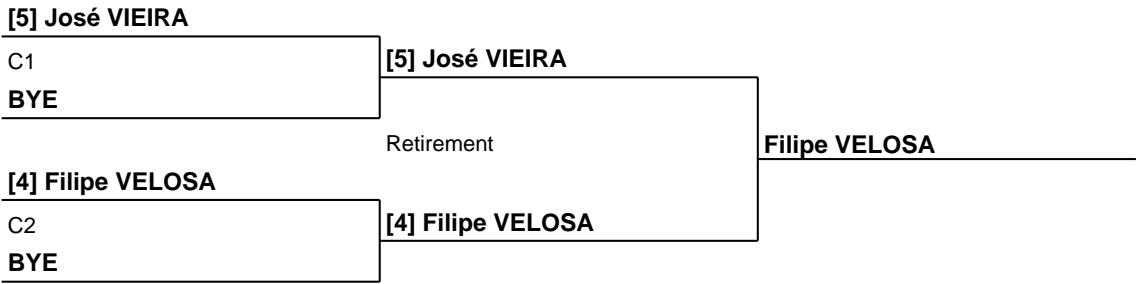 [5] José VIEIRA
C1
[5] José VIEIRA
BYE
Retirement
Filipe VELOSA
[4] Filipe VELOSA
C2
[4] Filipe VELOSA
BYE